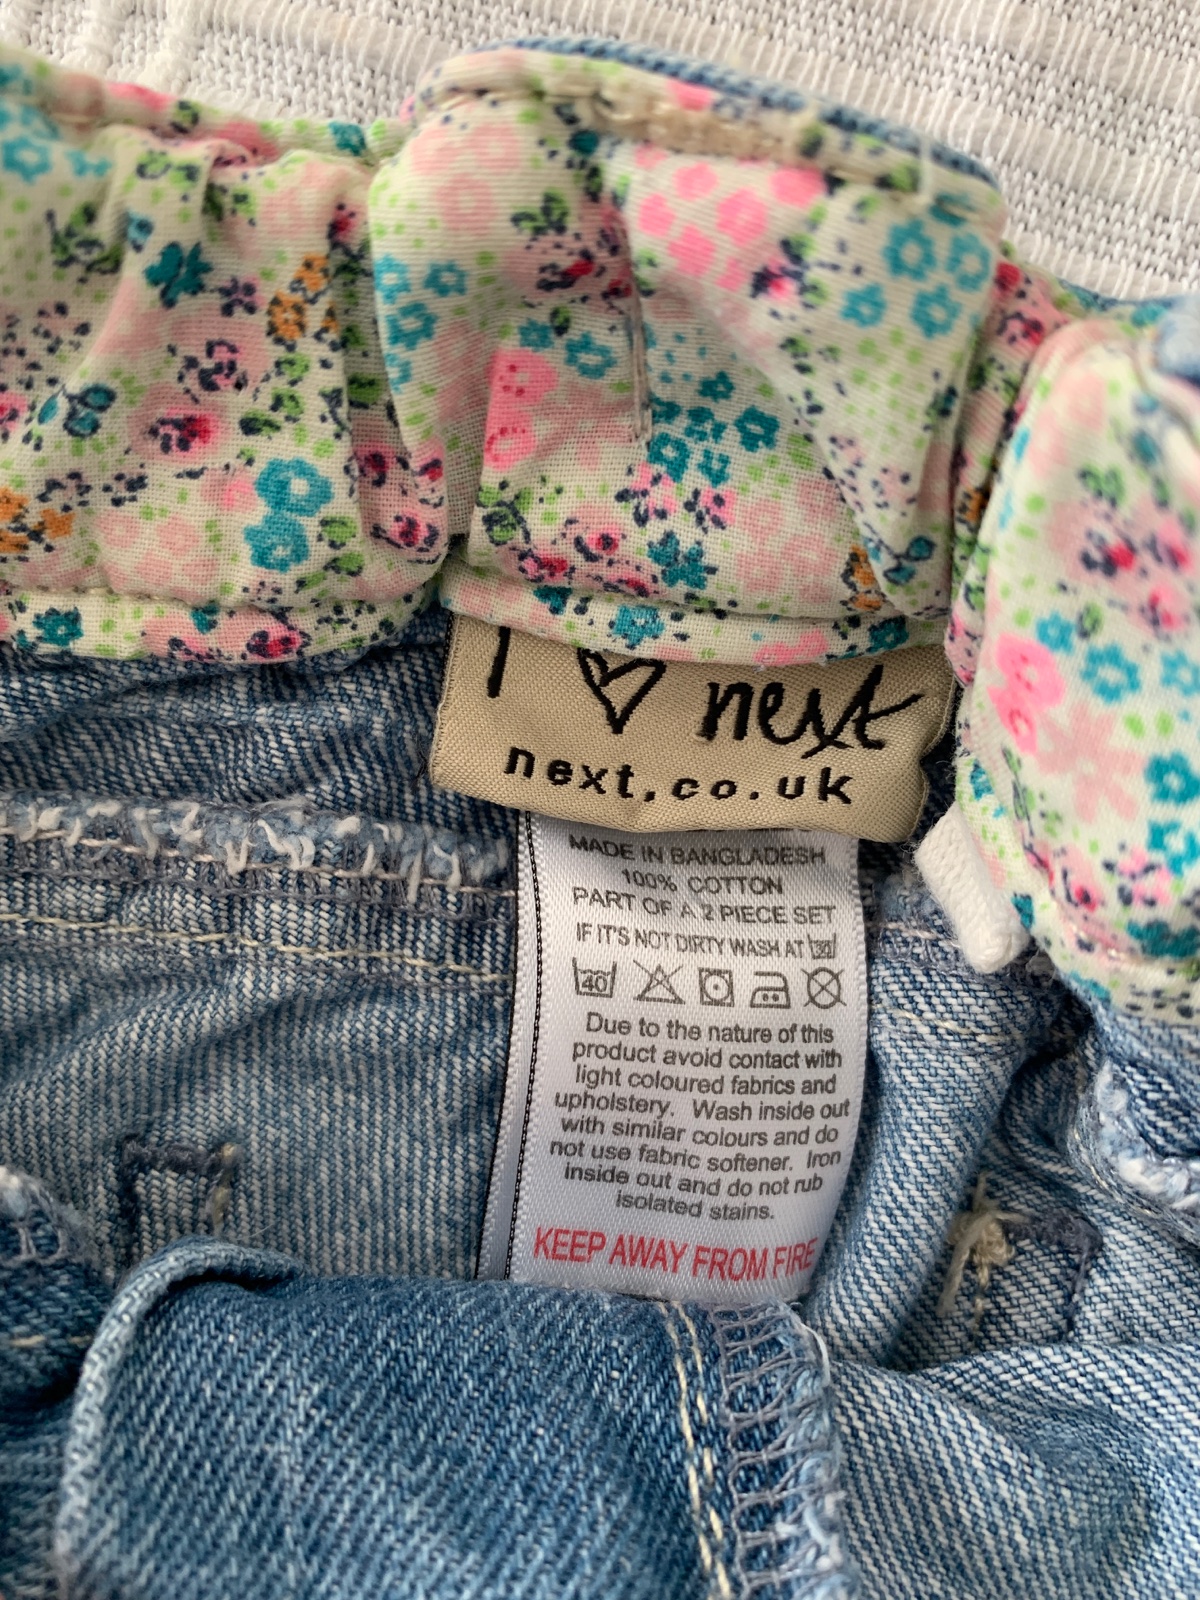 I ♡ next
next.co.uk
MADE IN BANGLADESH
100% COTTON
PART OF A 2 PIECE SET
IF IT'S NOT DIRTY WASH AT 30
40
Due to the nature of this
product avoid contact with
light coloured fabrics and
upholstery. Wash inside out
with similar colours and do
not use fabric softener. Iron
inside out and do not rub
isolated stains.
KEEP AWAY FROM FIRE